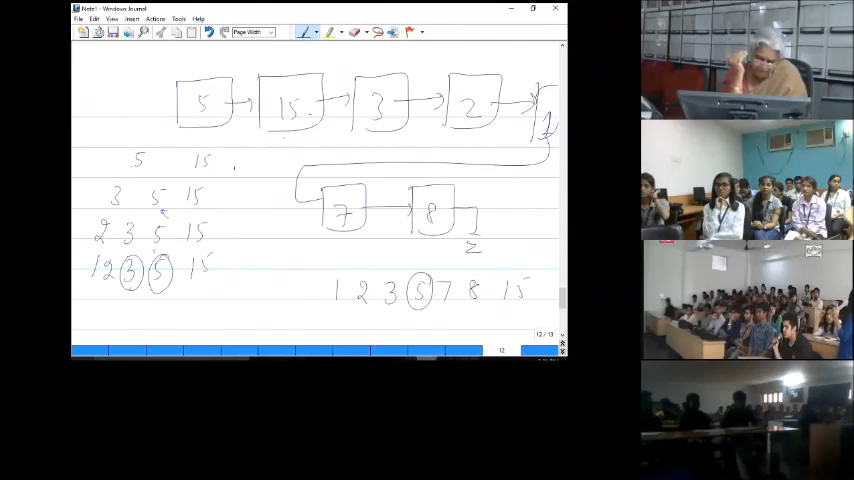 Note1 - Windows Journal
File Edit View Insert Actions Tools Help
Page Width
5 15 3 2 1
5 15
3 5 15
2 3 5 15
1 2 3 5 15
7 8
1 2 3 5 7 8 15
12 / 13
12